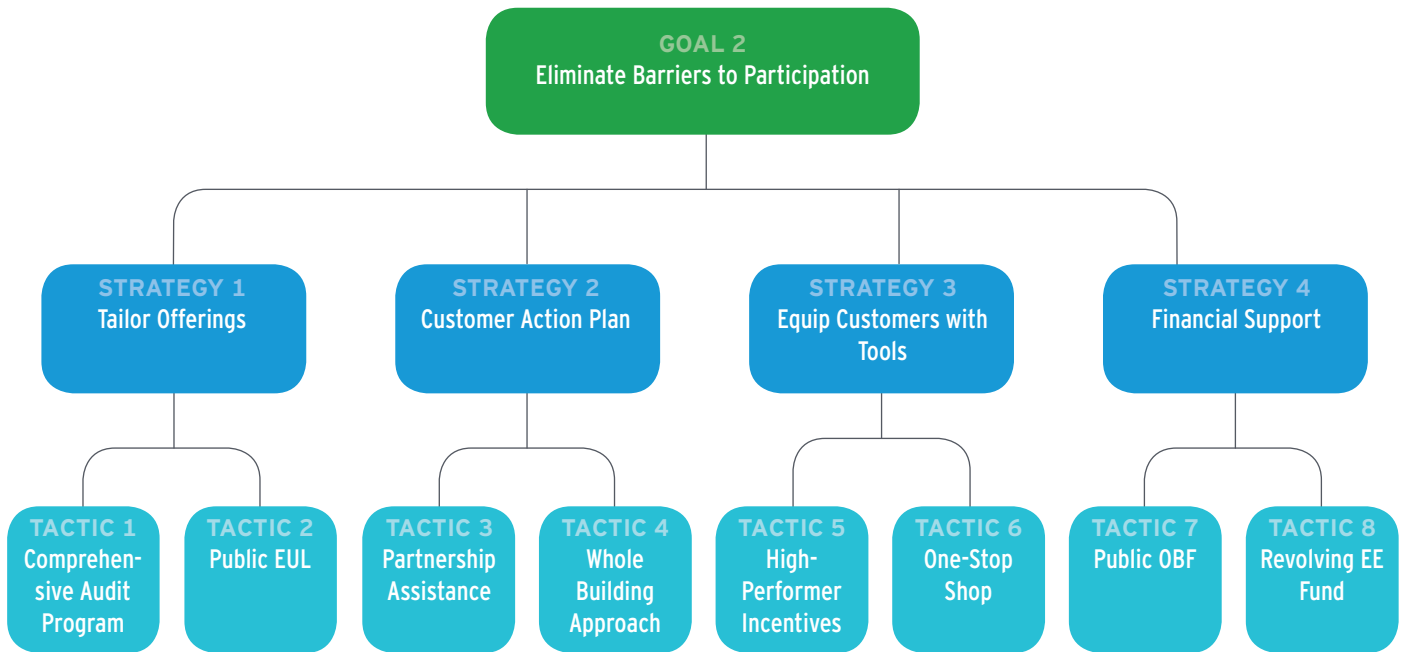 GOAL 2
Eliminate Barriers to Participation
STRATEGY 1
Tailor Offerings
STRATEGY 2
Customer Action Plan
STRATEGY 3
Equip Customers with
Tools
STRATEGY 4
Financial Support
TACTIC 1
Comprehen-
sive Audit
Program
TACTIC 2
Public EUL
TACTIC 3
Partnership
Assistance
TACTIC 4
Whole
Building
Approach
TACTIC 5
High-
Performer
Incentives
TACTIC 6
One-Stop
Shop
TACTIC 7
Public OBF
TACTIC 8
Revolving EE
Fund